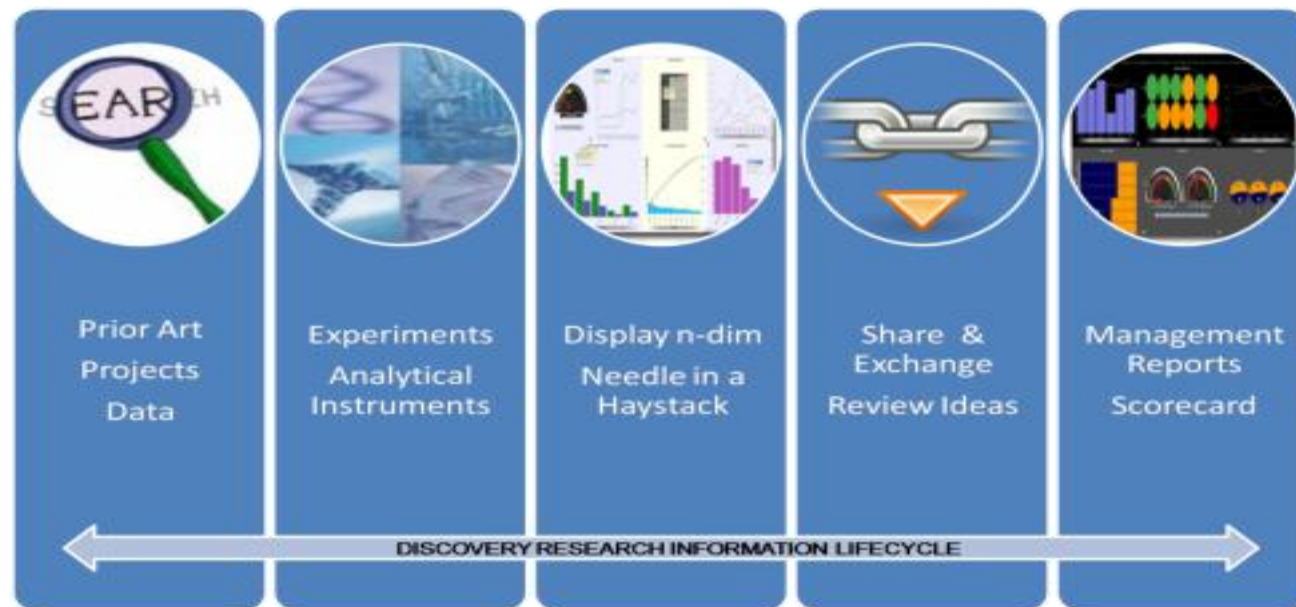 SEARCH
Prior Art
Projects
Data
Experiments
Analytical
Instruments
Display n-dim
Needle in a
Haystack
Share &
Exchange
Review Ideas
Management
Reports
Scorecard
DISCOVERY RESEARCH INFORMATION LIFECYCLE